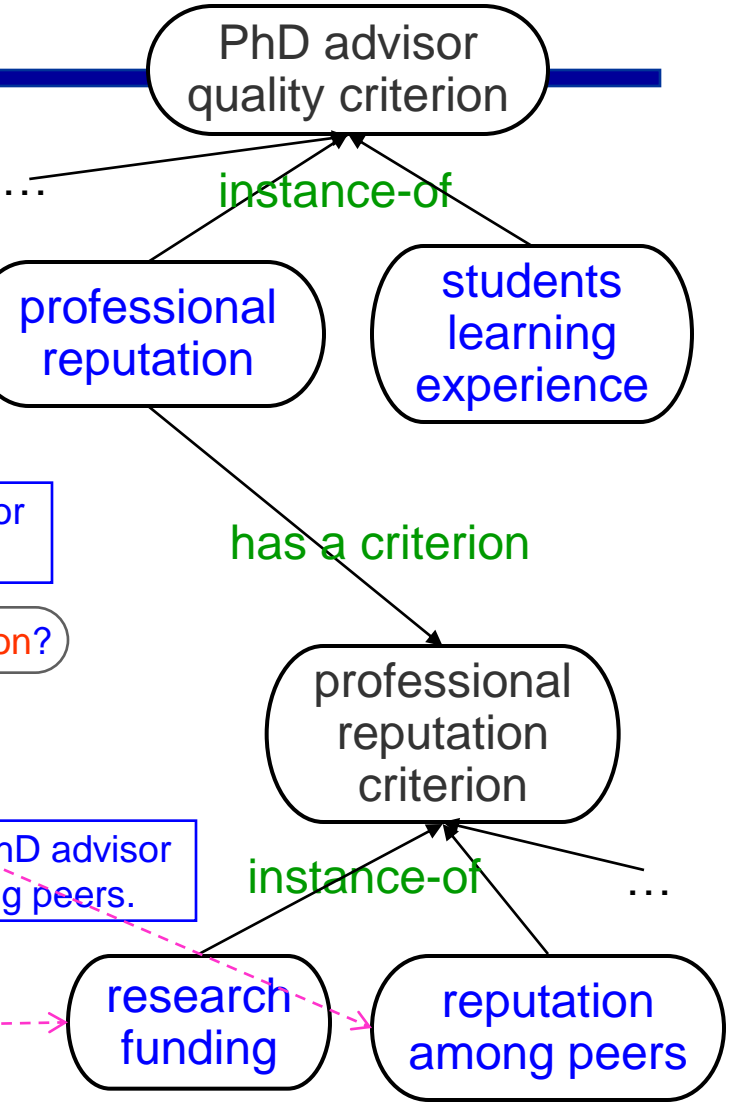 PhD advisor
quality criterion
…
instance-of
professional
reputation
students
learning
experience
or
has a criterion
on?
professional
reputation
criterion
hD advisor
g peers.
instance-of
…
research
funding
reputation
among peers